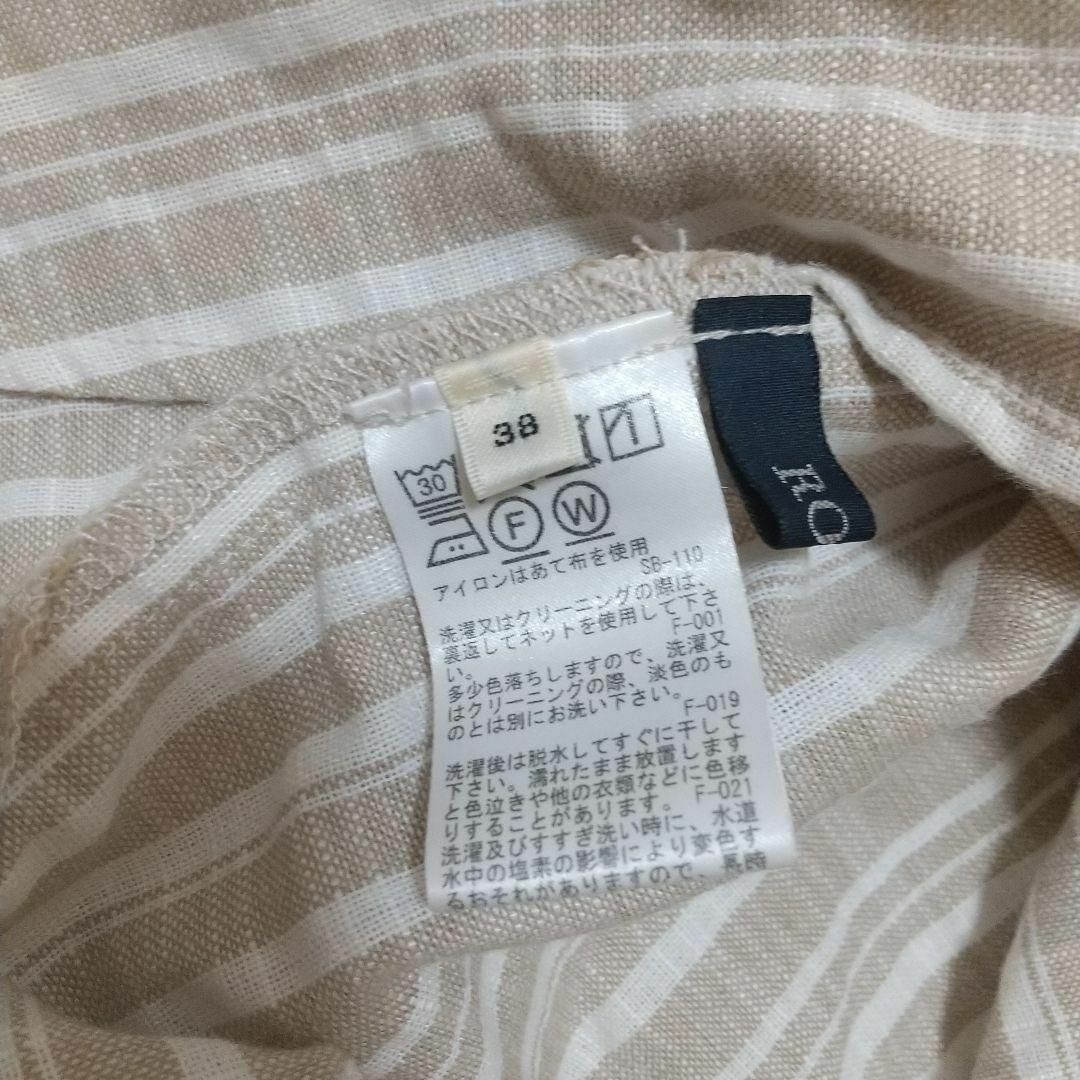 38
30
F W
アイロンはあて布を使用
SB-110
洗濯又はクリーニングの際は、
裏返してネットを使用して下さ
い。
F-001
多少色落ちしますので、洗濯又
はクリーニングの際、淡色のも
のとは別にお洗い下さい。
F-019
洗濯後は脱水してすぐに干して
下さい。濡れたまま放置します
と色泣きや他の衣類などに色移
りすることがあります。
F-021
洗濯及びすすぎ洗い時に、水道
水中の塩素の影響により変色す
るおそれがありますので、長時